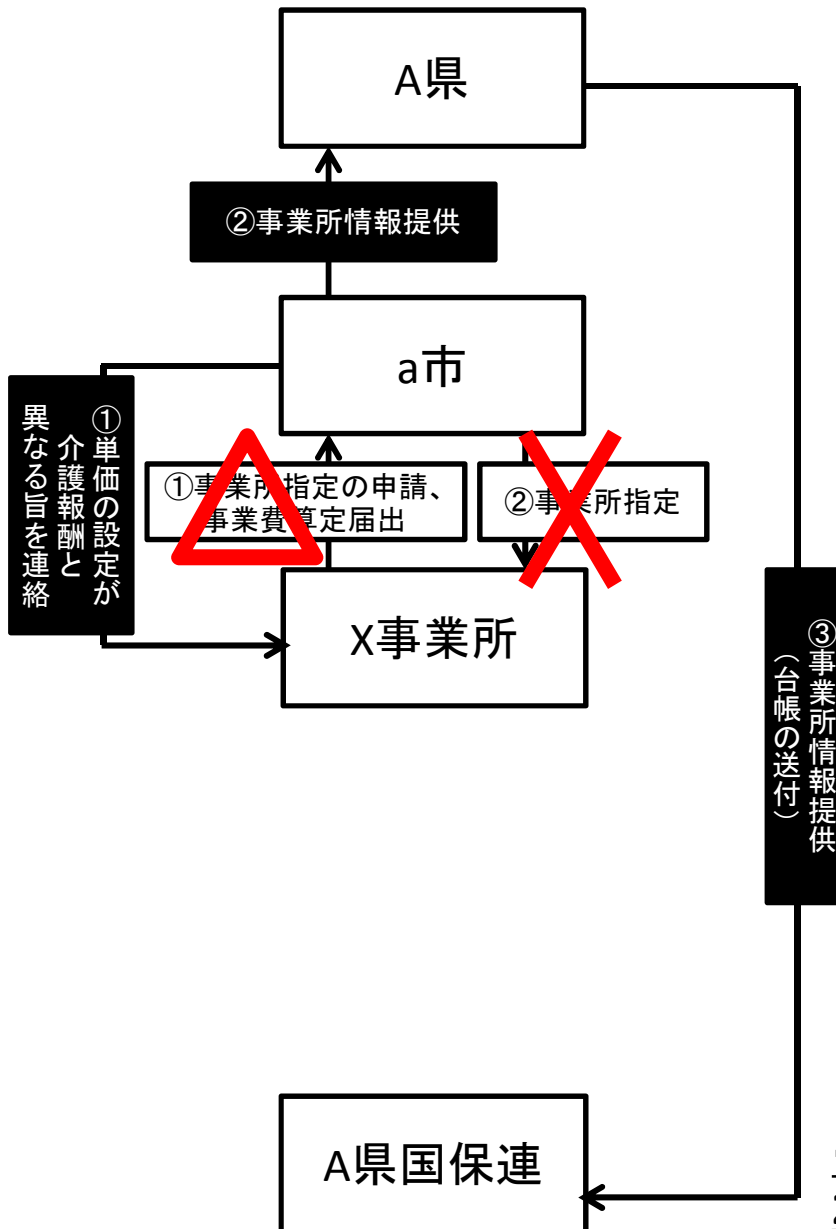 A県
②事業所情報提供
a市
①単価の設定が
介護報酬と
異なる旨を連絡
①事業所指定の申請、
事業費算定届出
②事業所指定
X事業所
③事業所情報提供
（台帳の送付）
A県国保連